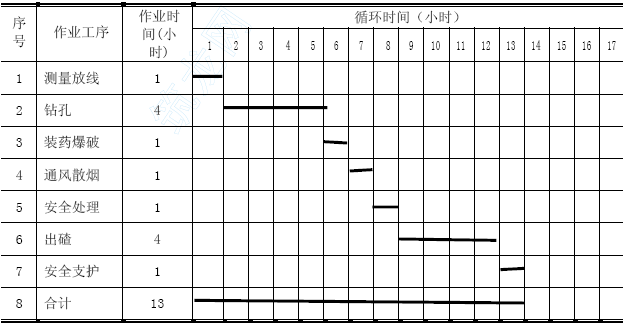 序号 作业工序 作业时间(小时) 循环时间（小时）
1 2 3 4 5 6 7 8 9 10 11 12 13 14 15 16 17
1 测量放线 1
2 钻孔 4
3 装药爆破 1
4 通风散烟 1
5 安全处理 1
6 出碴 4
7 安全支护 1
8 合计 13